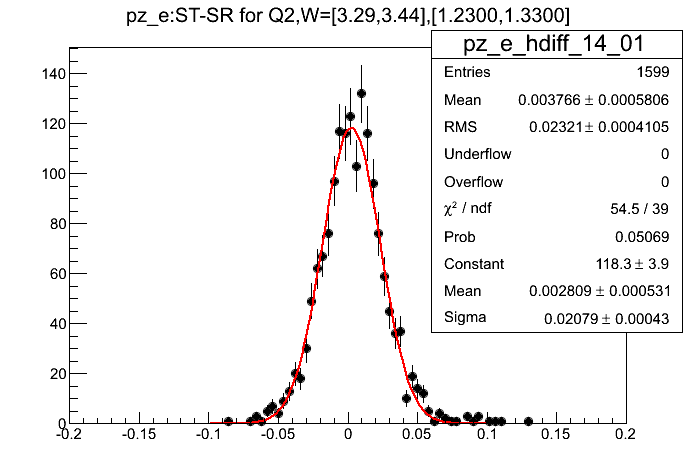 pz_e:ST-SR for Q2,W=[3.29,3.44],[1.2300,1.3300]
pz_e_hdiff_14_01
Entries 1599
Mean 0.003766 ± 0.0005806
RMS 0.02321 ± 0.0004105
Underflow 0
Overflow 0
χ² / ndf 54.5 / 39
Prob 0.05069
Constant 118.3 ± 3.9
Mean 0.002809 ± 0.000531
Sigma 0.02079 ± 0.00043
140
120
100
80
60
40
20
0
-0.2 -0.15 -0.1 -0.05 0 0.05 0.1 0.15 0.2